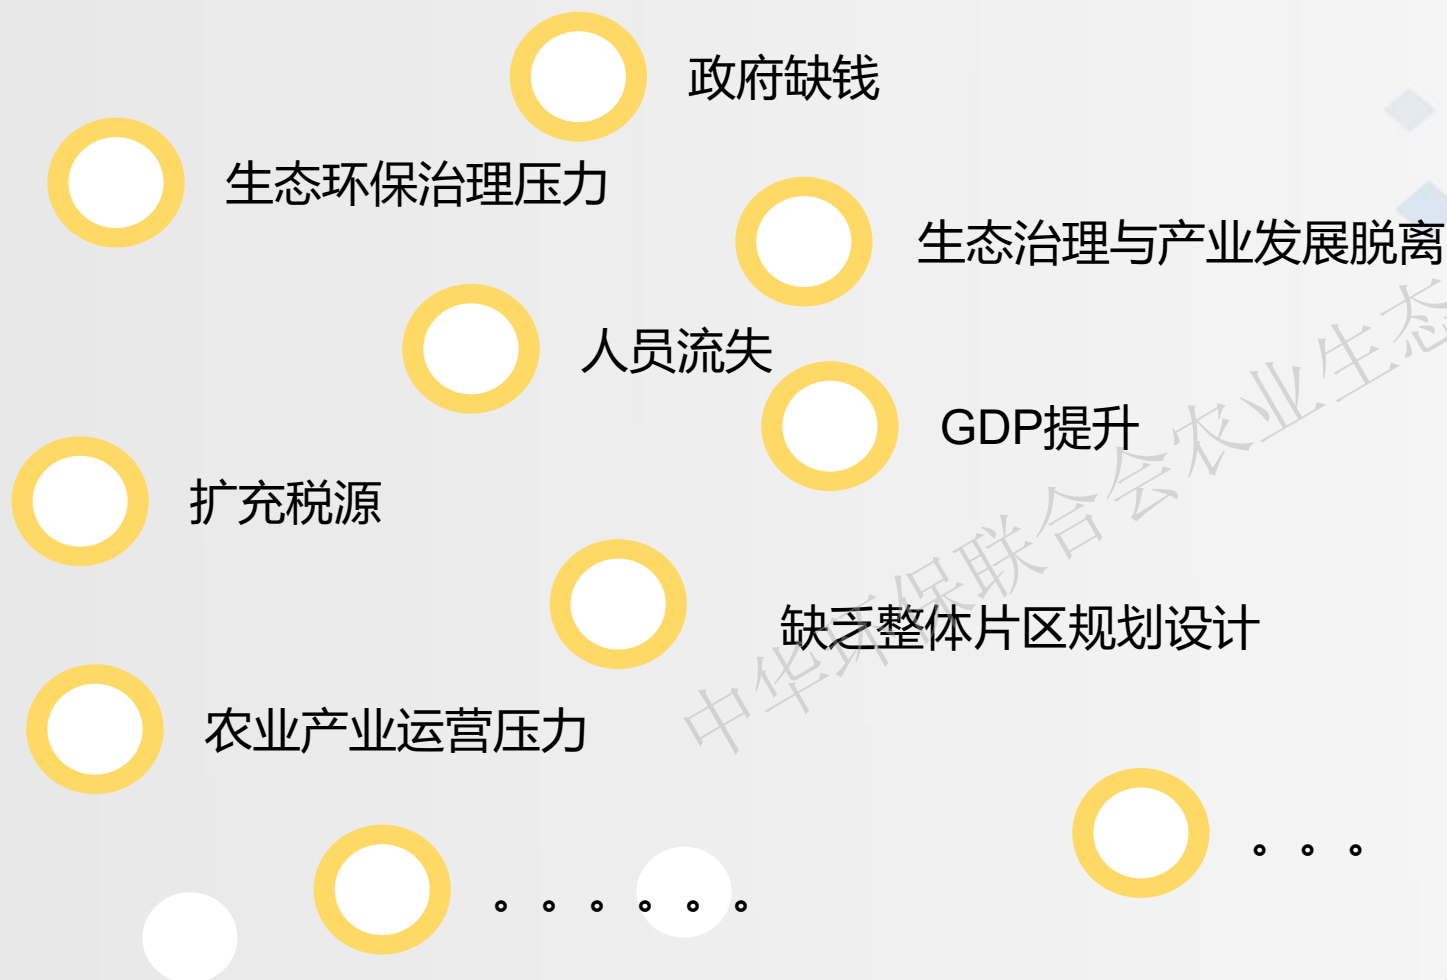 政府缺钱
生态环保治理压力
生态治理与产业发展脱离
人员流失
GDP提升
扩充税源
缺乏整体片区规划设计
农业产业运营压力
。。。
。。。。。。
中华环保联合会农业生态